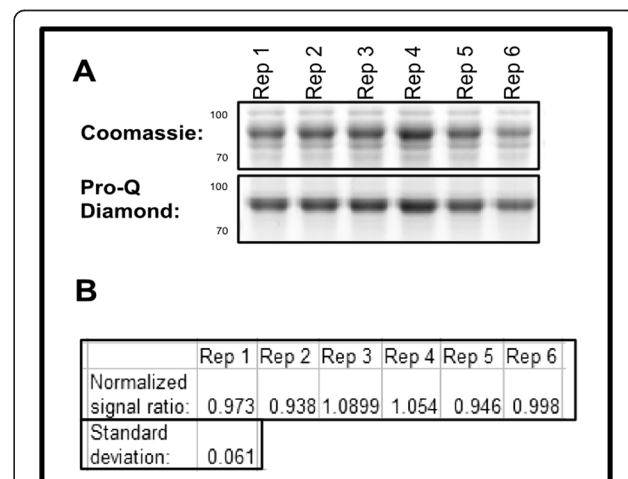 A
Rep 1 Rep 2 Rep 3 Rep 4 Rep 5 Rep 6
Coomassie:
100
70
Pro-Q
Diamond:
100
70
B
Rep 1 Rep 2 Rep 3 Rep 4 Rep 5 Rep 6
Normalized
signal ratio: 0.973 0.938 1.0899 1.054 0.946 0.998
Standard
deviation: 0.061